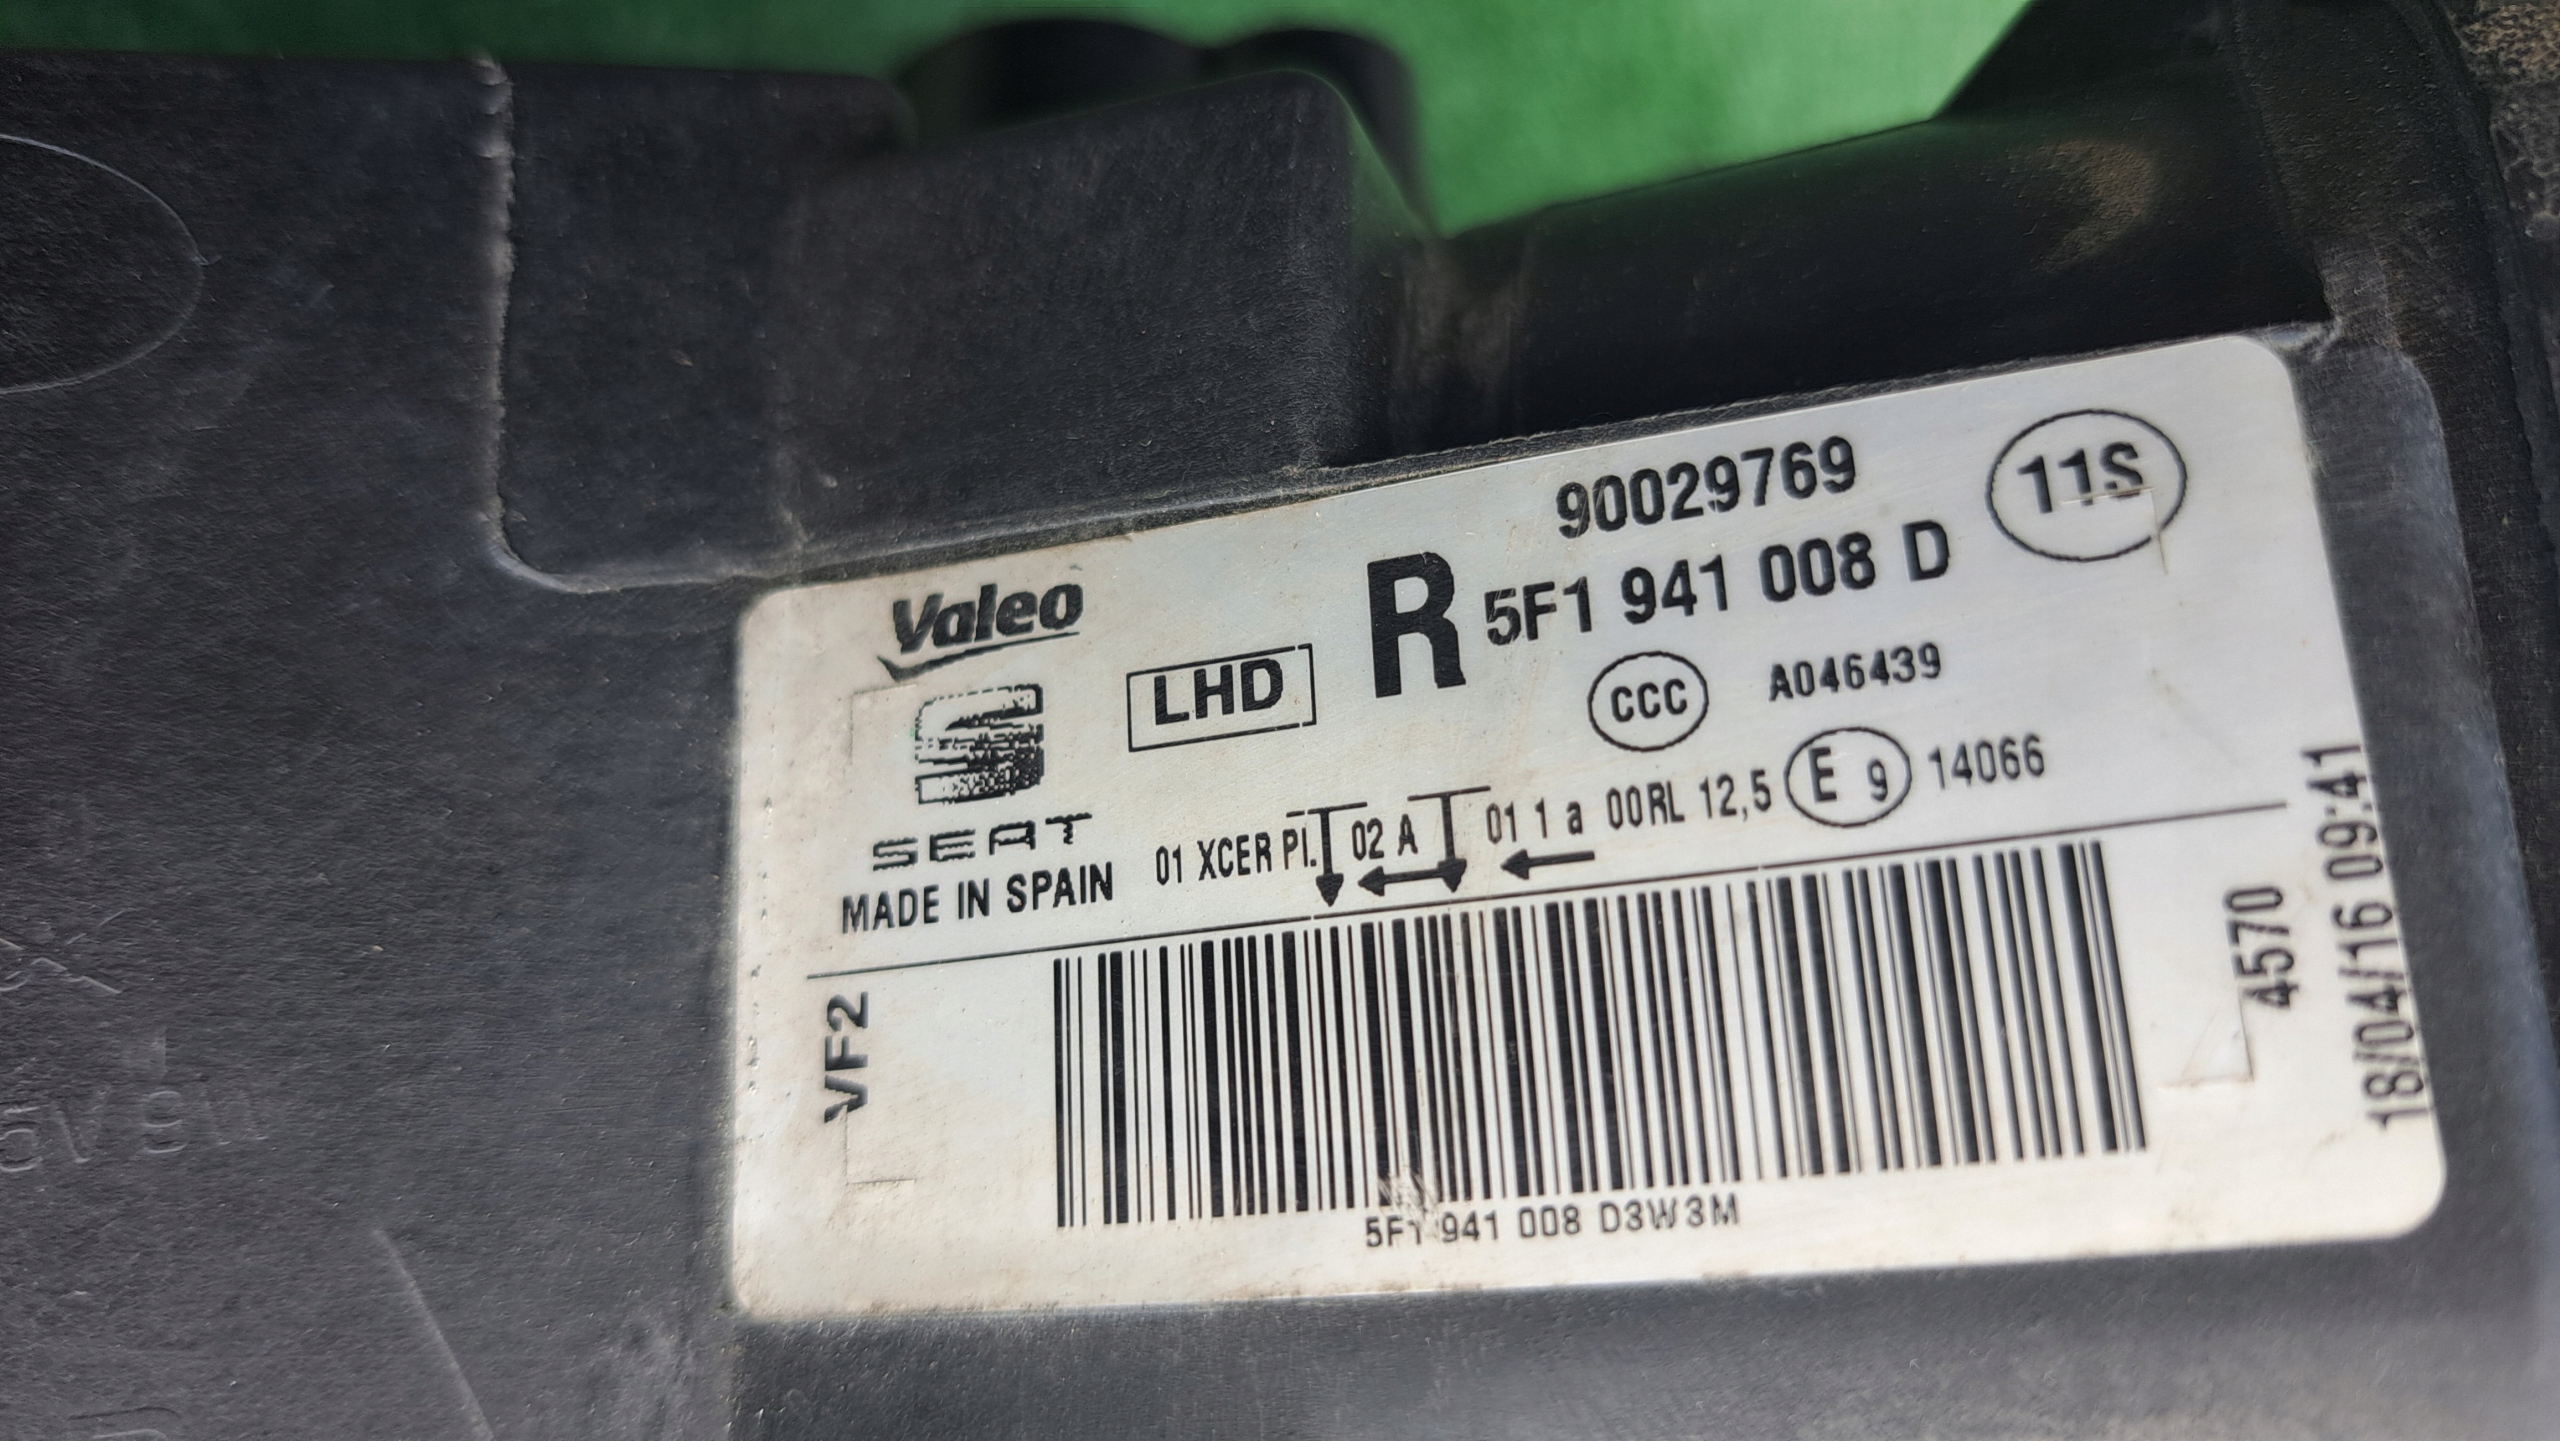 90029769
11S
Valeo
LHD
R 5F1 941 008 D
CCC A046439
SEAT
MADE IN SPAIN
01 XCER Pl. 02 A 01 1 a 00RL 12,5 E 9 14066
VF2
4570
18/04/16 09:41
5F1 941 008 D3W3M